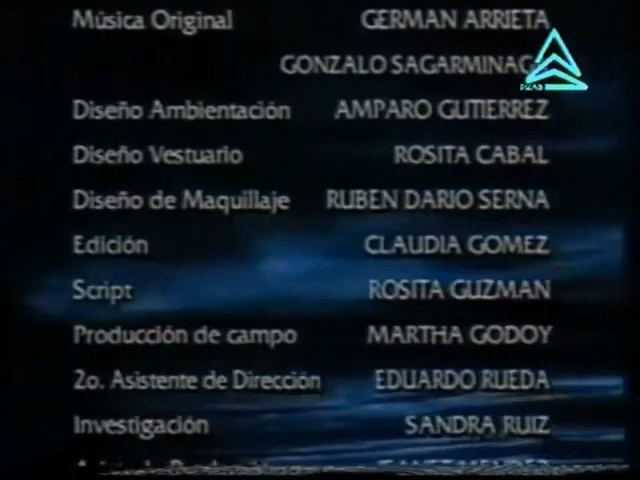 Música Original GERMAN ARRIETA
GONZALO SAGARMINAGA
Diseño Ambientación AMPARO GUTIERREZ
Diseño Vestuario ROSITA CABAL
Diseño de Maquillaje RUBEN DARIO SERNA
Edición CLAUDIA GOMEZ
Script ROSITA GUZMAN
Producción de campo MARTHA GODOY
2o. Asistente de Dirección EDUARDO RUEDA
Investigación SANDRA RUIZ